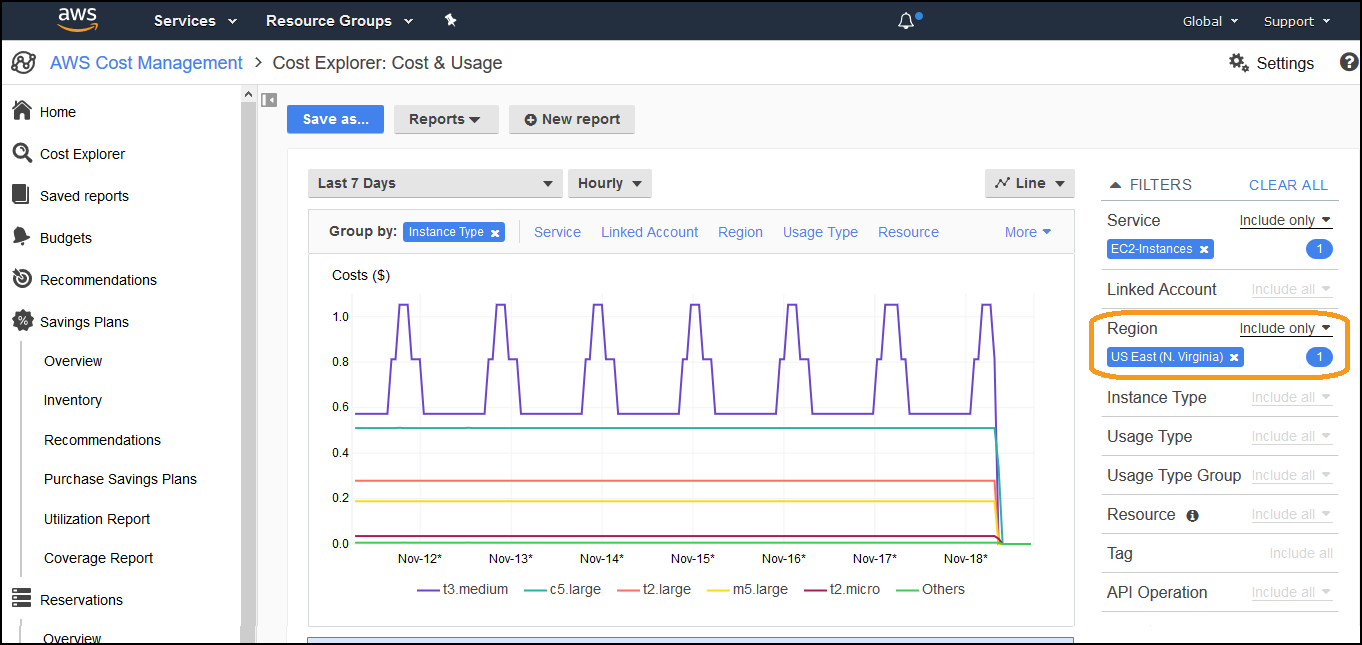 aws Services Resource Groups Global Support
AWS Cost Management > Cost Explorer: Cost & Usage Settings ?
Home
Cost Explorer
Saved reports
Budgets
Recommendations
% Savings Plans
Overview
Inventory
Recommendations
Purchase Savings Plans
Utilization Report
Coverage Report
Reservations
Overview
Save as... Reports New report
Last 7 Days Hourly Line
Group by: Instance Type Service Linked Account Region Usage Type Resource More
Costs ($)
1.0
0.8
0.6
0.4
0.2
0.0
Nov-12* Nov-13* Nov-14* Nov-15* Nov-16* Nov-17* Nov-18*
t3.medium c5.large t2.large m5.large t2.micro Others
FILTERS CLEAR ALL
Service Include only
EC2-Instances 1
Linked Account Include all
Region Include only
US East (N. Virginia) 1
Instance Type Include all
Usage Type Include all
Usage Type Group Include all
Resource i Include all
Tag Include all
API Operation Include all